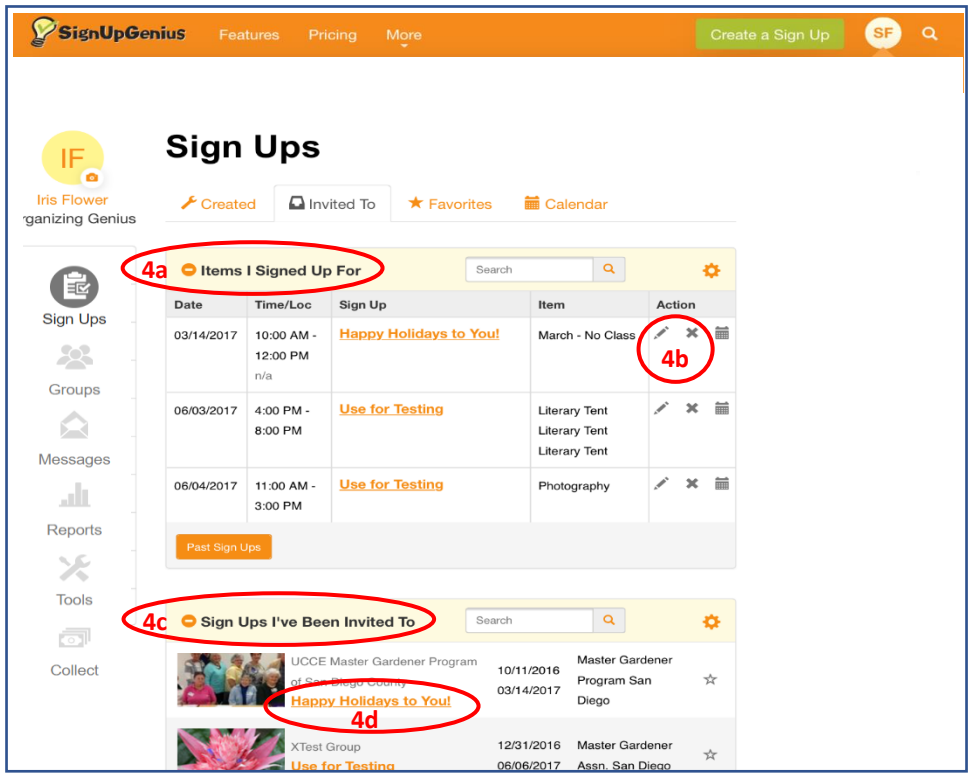 SignUpGenius Features Pricing More Create a Sign Up SF
IF
Iris Flower
rganizing Genius
Sign Ups
Groups
Messages
Reports
Tools
Collect
Sign Ups
Created Invited To Favorites Calendar
4a Items I Signed Up For Search
Date Time/Loc Sign Up Item Action
03/14/2017 10:00 AM - Happy Holidays to You! March - No Class
12:00 PM
n/a
4b
06/03/2017 4:00 PM - Use for Testing Literary Tent
8:00 PM Literary Tent
Literary Tent
06/04/2017 11:00 AM - Use for Testing Photography
3:00 PM
Past Sign Ups
4c Sign Ups I've Been Invited To Search
UCCE Master Gardener Program 10/11/2016 Master Gardener
of San Diego County 03/14/2017 Program San
Happy Holidays to You! Diego
4d
XTest Group 12/31/2016 Master Gardener
Use for Testing 06/06/2017 Assn. San Diego